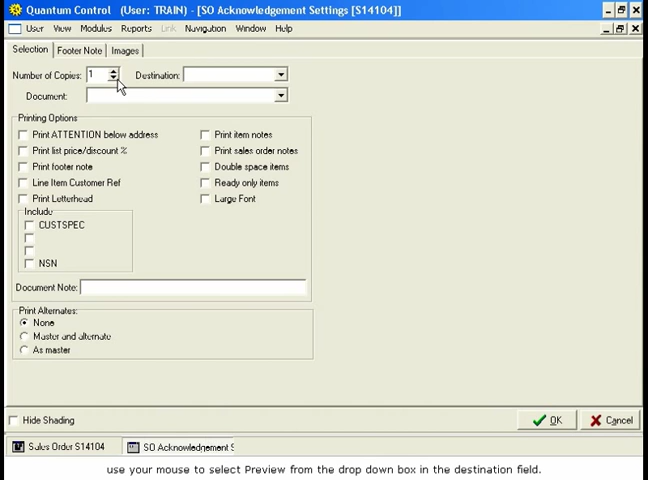 Quantum Control (User: TRAIN) - [SO Acknowledgement Settings [S14104]]
User View Modules Reports Link Navigation Window Help
Selection Footer Note Images
Number of Copies: 1 Destination:
Document:
Printing Options
Print ATTENTION below address Print item notes
Print list price/discount % Print sales order notes
Print footer note Double space items
Line Item Customer Ref Ready only items
Print Letterhead Large Font
Include
CUSTSPEC
NSN
Document Note:
Print Alternates:
None
Master and alternate
As master
Hide Shading OK Cancel
Sales Order S14104 SO Acknowledgement S
use your mouse to select Preview from the drop down box in the destination field.